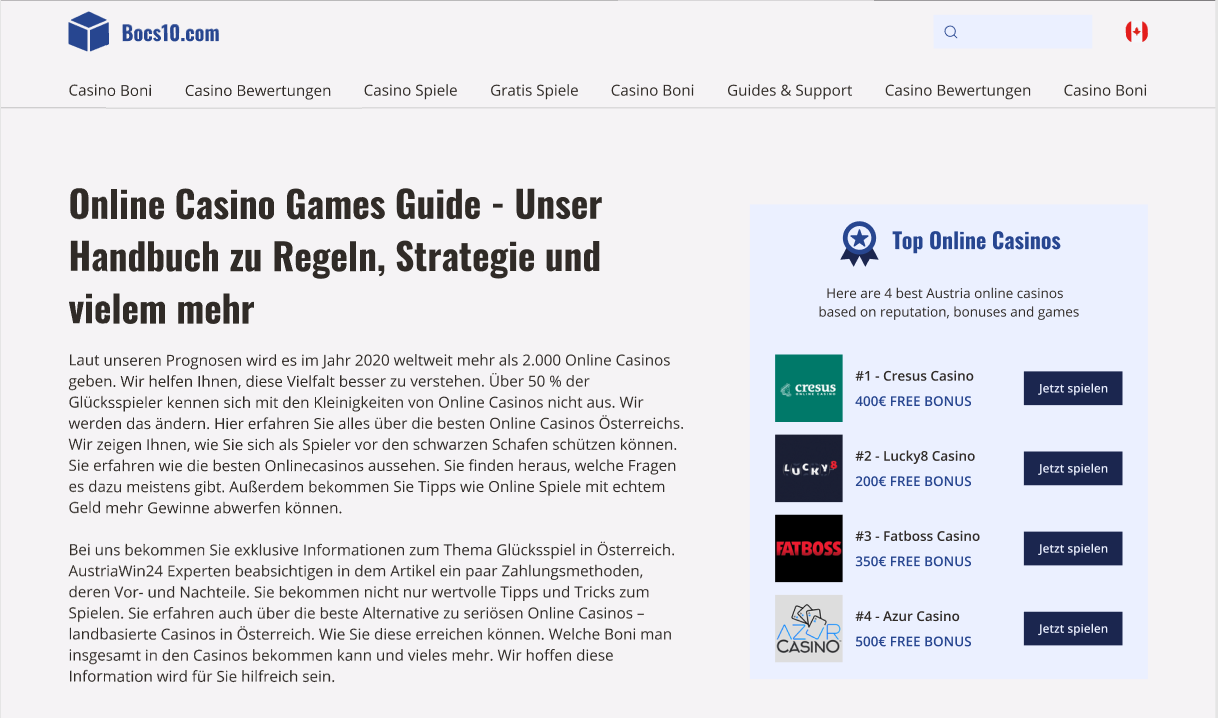 Bocs10.com
Casino Boni Casino Bewertungen Casino Spiele Gratis Spiele Casino Boni Guides & Support Casino Bewertungen Casino Boni
Online Casino Games Guide - Unser
Handbuch zu Regeln, Strategie und
vielem mehr
Laut unseren Prognosen wird es im Jahr 2020 weltweit mehr als 2.000 Online Casinos
geben. Wir helfen Ihnen, diese Vielfalt besser zu verstehen. Über 50 % der
Glücksspieler kennen sich mit den Kleinigkeiten von Online Casinos nicht aus. Wir
werden das ändern. Hier erfahren Sie alles über die besten Online Casinos Österreichs.
Wir zeigen Ihnen, wie Sie sich als Spieler vor den schwarzen Schafen schützen können.
Sie erfahren wie die besten Onlinecasinos aussehen. Sie finden heraus, welche Fragen
es dazu meistens gibt. Außerdem bekommen Sie Tipps wie Online Spiele mit echtem
Geld mehr Gewinne abwerfen können.
Bei uns bekommen Sie exklusive Informationen zum Thema Glücksspiel in Österreich.
AustriaWin24 Experten beabsichtigen in dem Artikel ein paar Zahlungsmethoden,
deren Vor- und Nachteile. Sie bekommen nicht nur wertvolle Tipps und Tricks zum
Spielen. Sie erfahren auch über die beste Alternative zu seriösen Online Casinos –
landbasierte Casinos in Österreich. Wie Sie diese erreichen können. Welche Boni man
insgesamt in den Casinos bekommen kann und vieles mehr. Wir hoffen diese
Information wird für Sie hilfreich sein.
Top Online Casinos
Here are 4 best Austria online casinos
based on reputation, bonuses and games
cresus
ONLINE CASINO
#1 - Cresus Casino
400€ FREE BONUS
Jetzt spielen
LUCKY8
#2 - Lucky8 Casino
200€ FREE BONUS
Jetzt spielen
FATBOSS
#3 - Fatboss Casino
350€ FREE BONUS
Jetzt spielen
AZUR
CASINO
#4 - Azur Casino
500€ FREE BONUS
Jetzt spielen